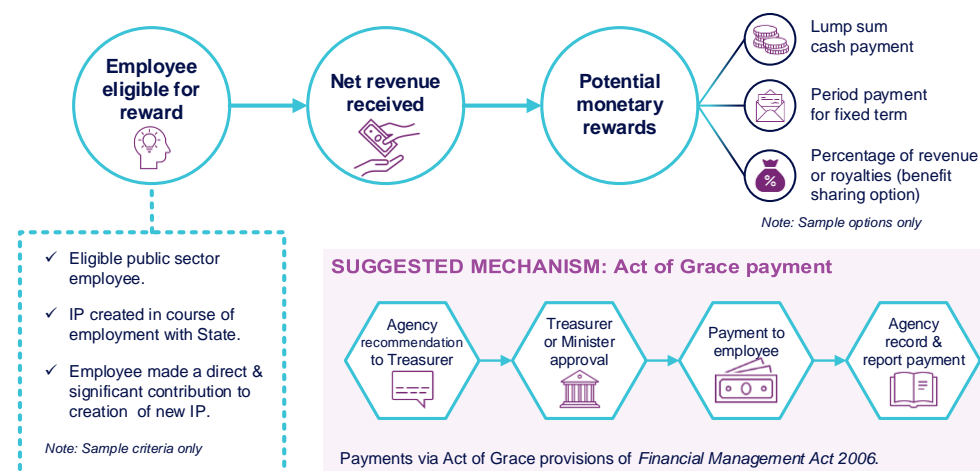 Employee
eligible for
reward
Net revenue
received
Potential
monetary
rewards
Lump sum
cash payment
Period payment
for fixed term
%
Percentage of revenue
or royalties (benefit
sharing option)
Note: Sample options only
✓ Eligible public sector
employee.
✓ IP created in course of
employment with State.
✓ Employee made a direct &
significant contribution to
creation of new IP.
Note: Sample criteria only
SUGGESTED MECHANISM: Act of Grace payment
Agency
recommendation
to Treasurer
Treasurer
or Minister
approval
Payment to
employee
Agency
record &
report payment
Payments via Act of Grace provisions of Financial Management Act 2006.